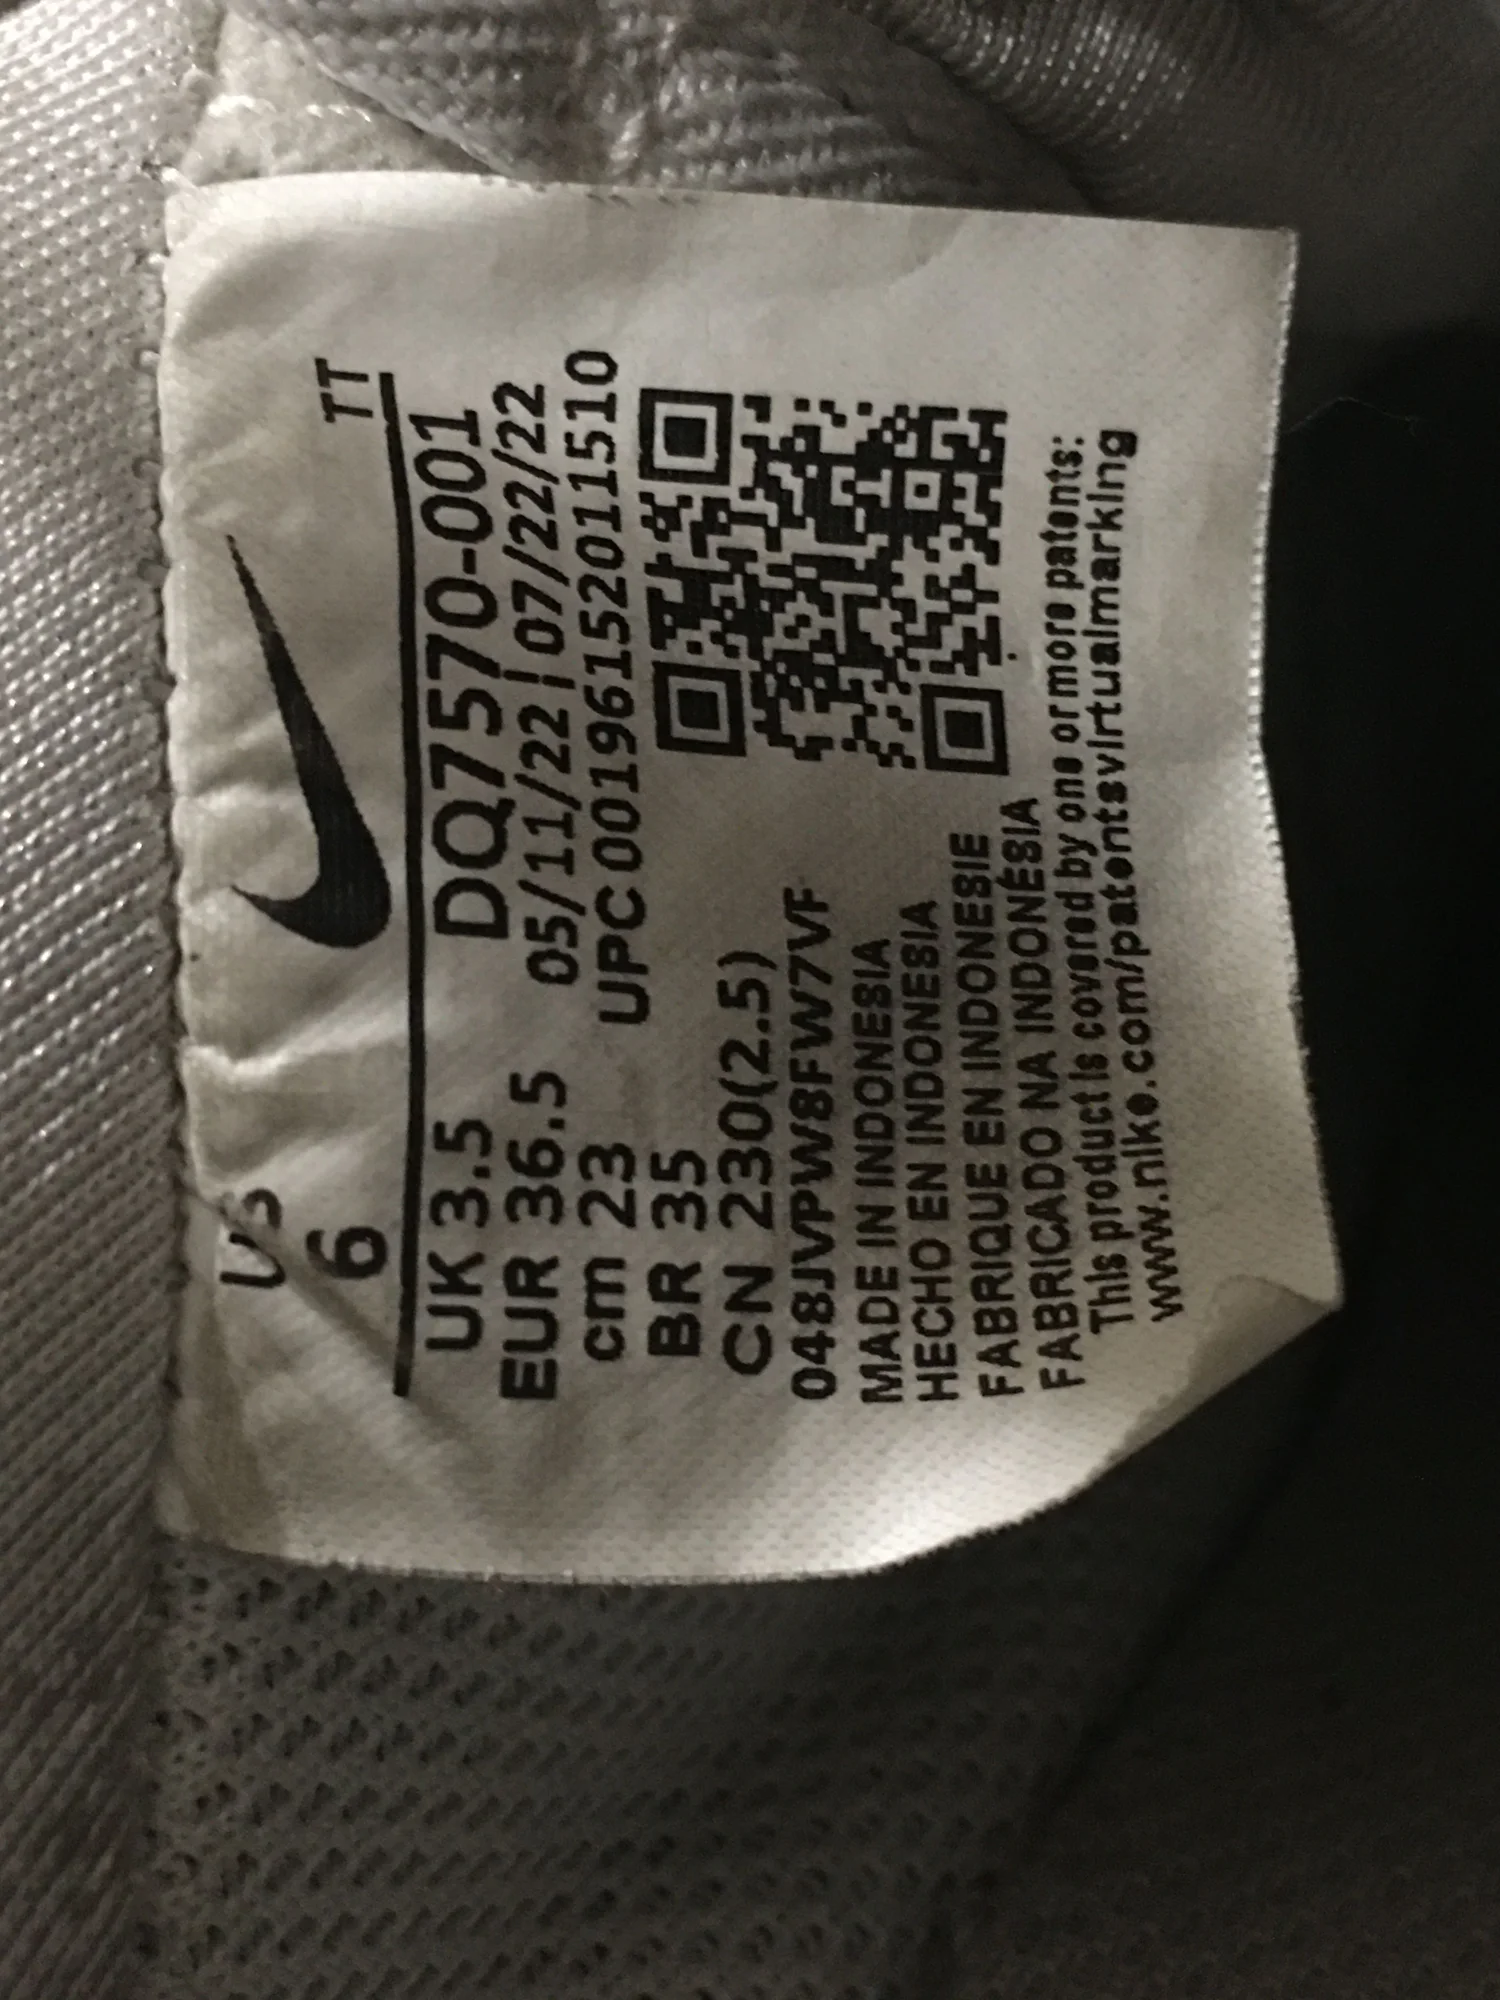 US
6
TT
UK 3.5
EUR 36.5
cm 23
BR 35
CN 230(2.5)
DQ7570-001
05/11/22 | 07/22/22
UPC 00196152011510
048JVPW8FW7VF
MADE IN INDONESIA
HECHO EN INDONESIA
FABRIQUE EN INDONESIE
FABRICADO NA INDONÉSIA
This product is covered by one or more patents:
www.nike.com/patentsvirtualmarking